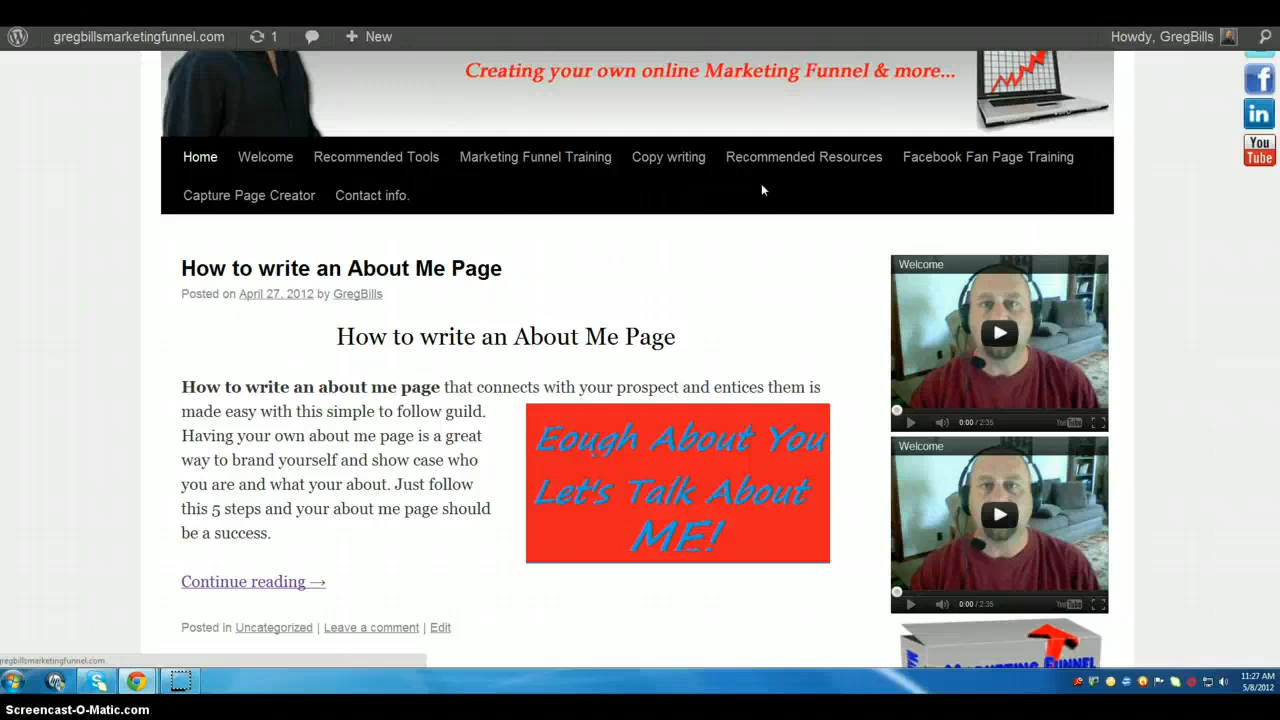 gregbillsmarketingfunnel.com 1 New Howdy, GregBills
Creating your own online Marketing Funnel & more...
f
in
You
Tube
Home Welcome Recommended Tools Marketing Funnel Training Copy writing Recommended Resources Facebook Fan Page Training
Capture Page Creator Contact info.
How to write an About Me Page
Posted on April 27, 2012 by GregBills
How to write an About Me Page
How to write an about me page that connects with your prospect and entices them is
made easy with this simple to follow guild.
Having your own about me page is a great
way to brand yourself and show case who
you are and what your about. Just follow
this 5 steps and your about me page should
be a success.
Eough About You
Let's Talk About
ME!
Continue reading →
Posted in Uncategorized | Leave a comment | Edit
Welcome
0:00 / 2:35 YouTube
Welcome
0:00 / 2:35 YouTube
MARKETING FUNNEL
gregbillsmarketingfunnel.com
11:27 AM
5/8/2012
Screencast-O-Matic.com